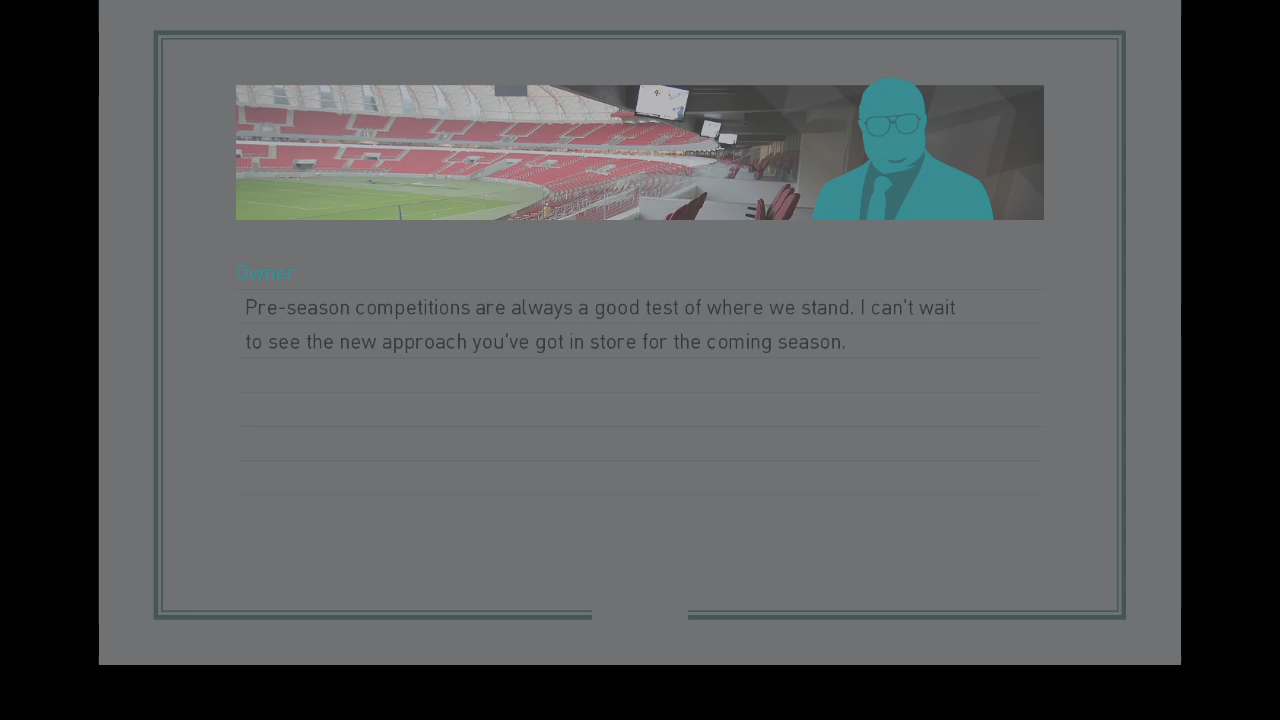 Owner
Pre-season competitions are always a good test of where we stand. I can't wait
to see the new approach you've got in store for the coming season.